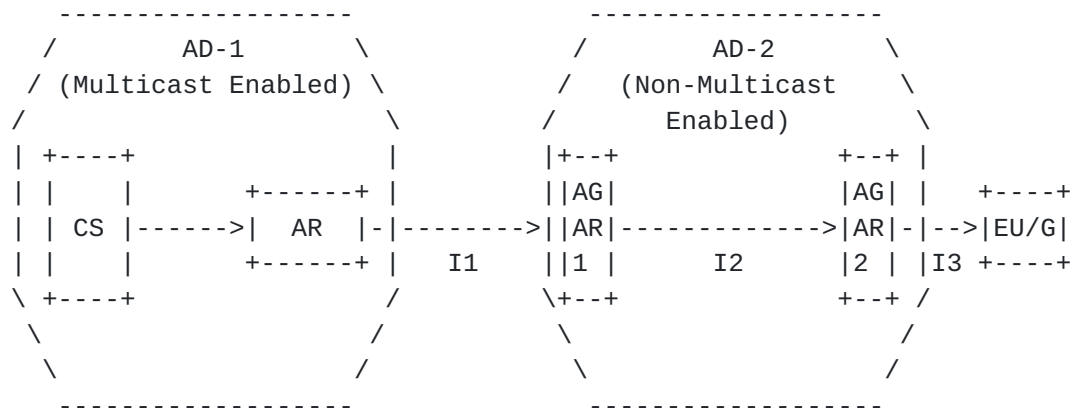 AD-1 AD-2
(Multicast Enabled) (Non-Multicast
Enabled)
AG AG
CS AR AR AR EU/G
I1 1 I2 2 I3